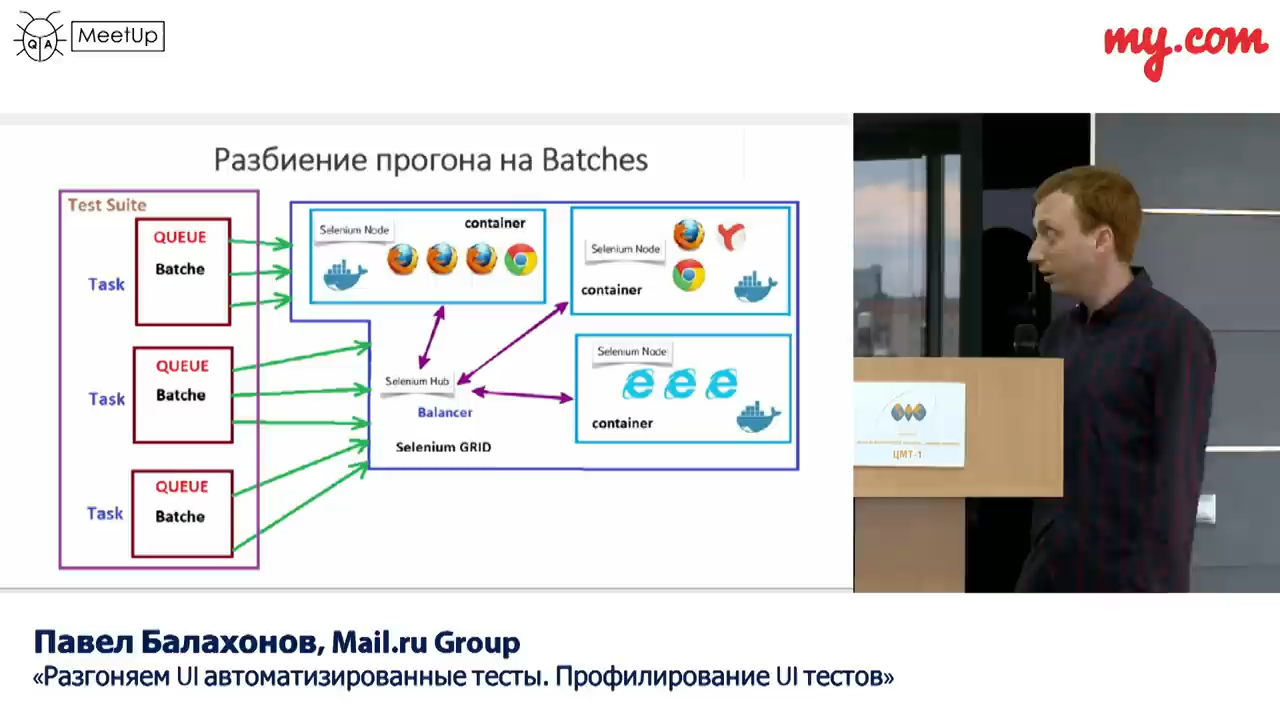 QA MeetUp
my.com
Разбиение прогона на Batches
Test Suite
QUEUE
Batche
Task
QUEUE
Batche
Task
QUEUE
Batche
Task
Selenium Node
container
Selenium Node
container
Selenium Node
container
Selenium Hub
Balancer
Selenium GRID
ЦМТ-1
Павел Балахонов, Mail.ru Group
«Разгоняем UI автоматизированные тесты. Профилирование UI тестов»